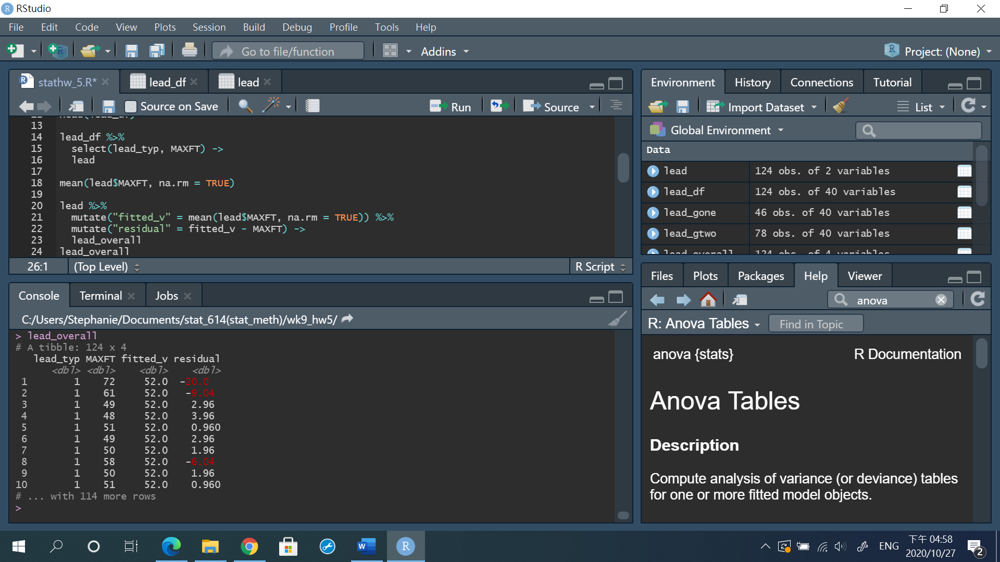 RStudio
File Edit Code View Plots Session Build Debug Profile Tools Help
Go to file/function Addins Project: (None)
stathw_5.R* lead_df lead
Source on Save Run Source
13
14 lead_df %>%
15 select(lead_typ, MAXFT) ->
16 lead
17
18 mean(lead$MAXFT, na.rm = TRUE)
19
20 lead %>%
21 mutate("fitted_v" = mean(lead$MAXFT, na.rm = TRUE)) %>%
22 mutate("residual" = fitted_v - MAXFT) ->
23 lead_overall
24 lead_overall
26:1 (Top Level) R Script
Console Terminal Jobs
C:/Users/Stephanie/Documents/stat_614(stat_meth)/wk9_hw5/
> lead_overall
# A tibble: 124 x 4
lead_typ MAXFT fitted_v residual
<dbl> <dbl> <dbl> <dbl>
1 1 72 52.0 -20.0
2 1 61 52.0 -9.04
3 1 49 52.0 2.96
4 1 48 52.0 3.96
5 1 51 52.0 0.960
6 1 49 52.0 2.96
7 1 50 52.0 1.96
8 1 58 52.0 -6.04
9 1 50 52.0 1.96
10 1 51 52.0 0.960
# ... with 114 more rows
>
Environment History Connections Tutorial
Import Dataset List
Global Environment
Data
lead 124 obs. of 2 variables
lead_df 124 obs. of 40 variables
lead_gone 46 obs. of 40 variables
lead_gtwo 78 obs. of 40 variables
lead_overall 124 obs. of 4 variables
Files Plots Packages Help Viewer
anova
R: Anova Tables Find in Topic
anova {stats} R Documentation
Anova Tables
Description
Compute analysis of variance (or deviance) tables
for one or more fitted model objects.
ENG 下午 04:58
2020/10/27 2